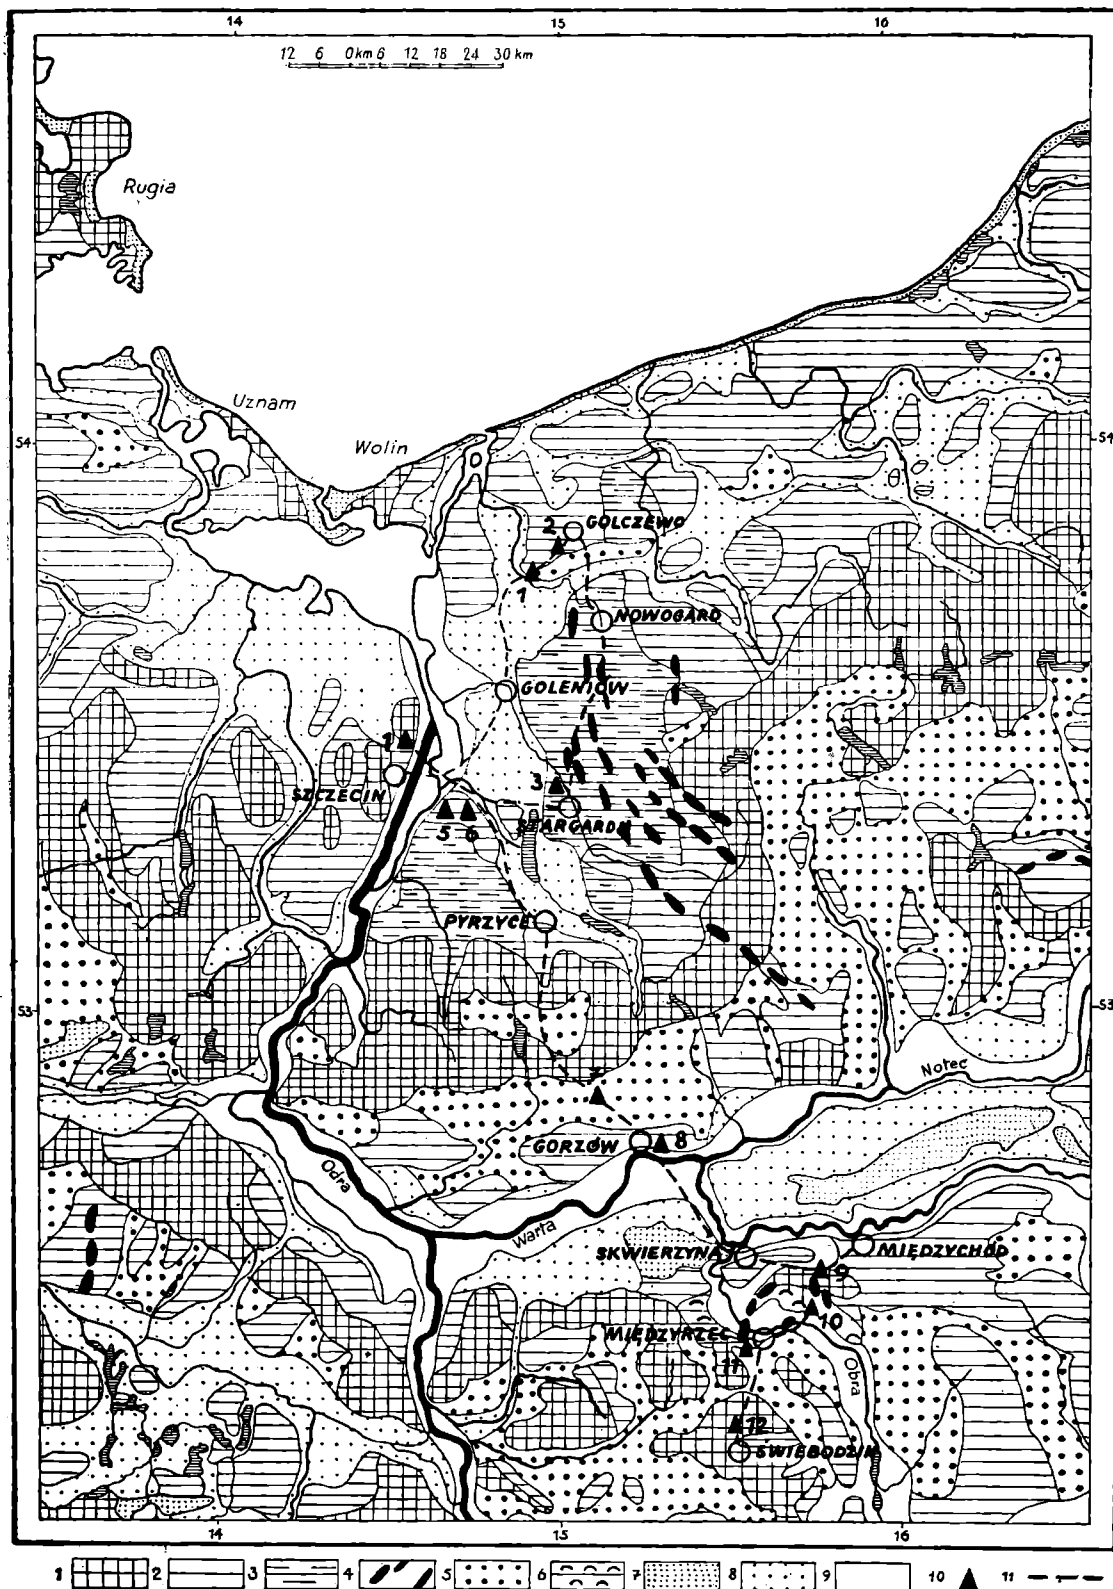 14 15 16
12 6 0 km 6 12 18 24 30 km
Rugia
Uznam
54 54
Wolin
2 GOLCZEWO
1
NOWOGARD
GOLENIÓW
1
SZCZECIN
3
STARGARD
5 6
PYRZYCE
53 53
Noteć
7
GORZÓW 8
Odra
Warta
SKWIERZYNA MIĘDZYCHÓD
9
10
MIĘDZYRZEC
11
Obra
12
ŚWIEBODZIN
14 15 16
1 2 3 4 5 6 7 8 9 10 11